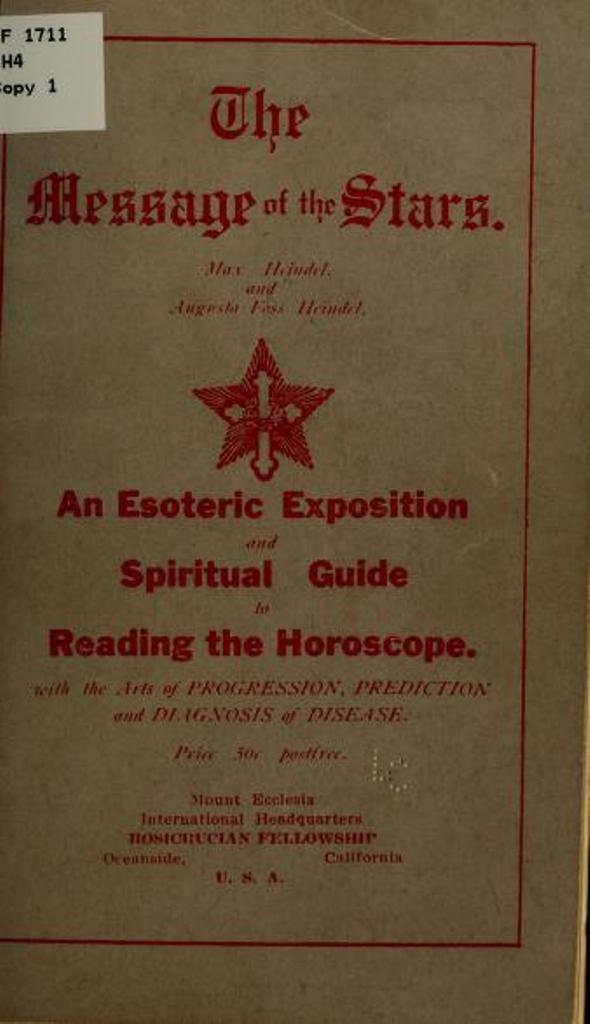 F 1711
H4
Copy 1
The
Message of the Stars.
Max Heindel.
and
Augusta Foss Heindel.
An Esoteric Exposition
and
Spiritual Guide
to
Reading the Horoscope.
with the Arts of PROGRESSION, PREDICTION
and DIAGNOSIS of DISEASE.
Price 50c postfree.
LC
Mount Ecclesia
International Headquarters
ROSICRUCIAN FELLOWSHIP
Oceanside, California
U. S. A.